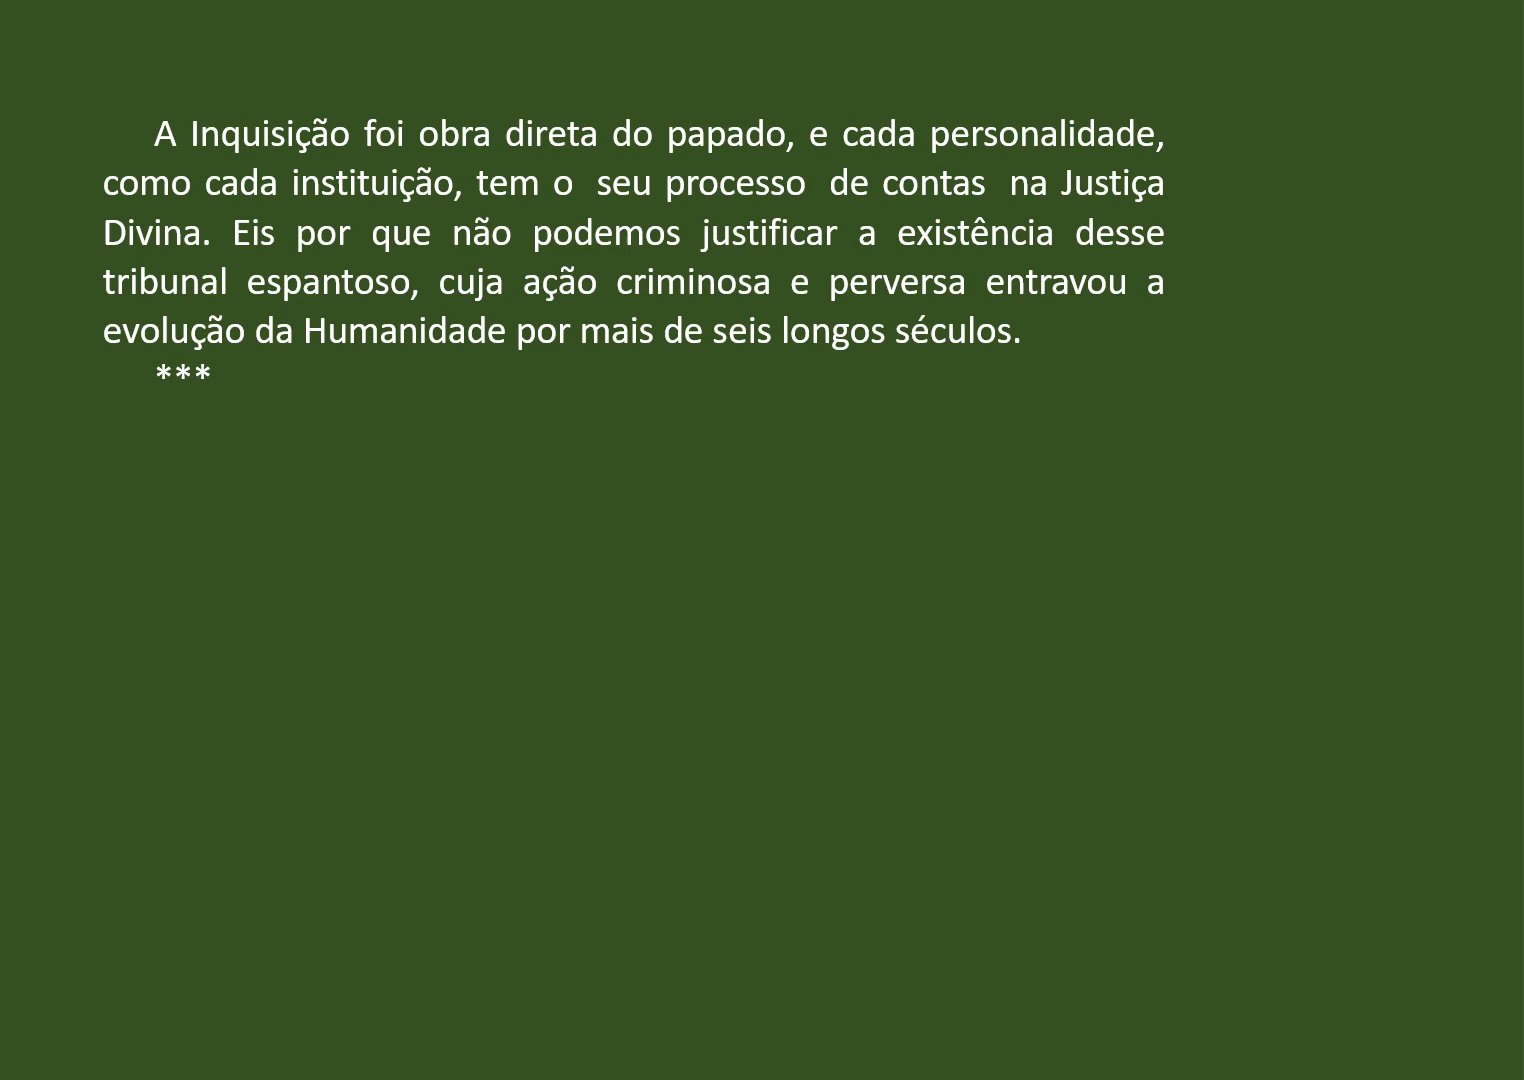 A Inquisição foi obra direta do papado, e cada personalidade,
como cada instituição, tem o seu processo de contas na Justiça
Divina. Eis por que não podemos justificar a existência desse
tribunal espantoso, cuja ação criminosa e perversa entravou a
evolução da Humanidade por mais de seis longos séculos.
***